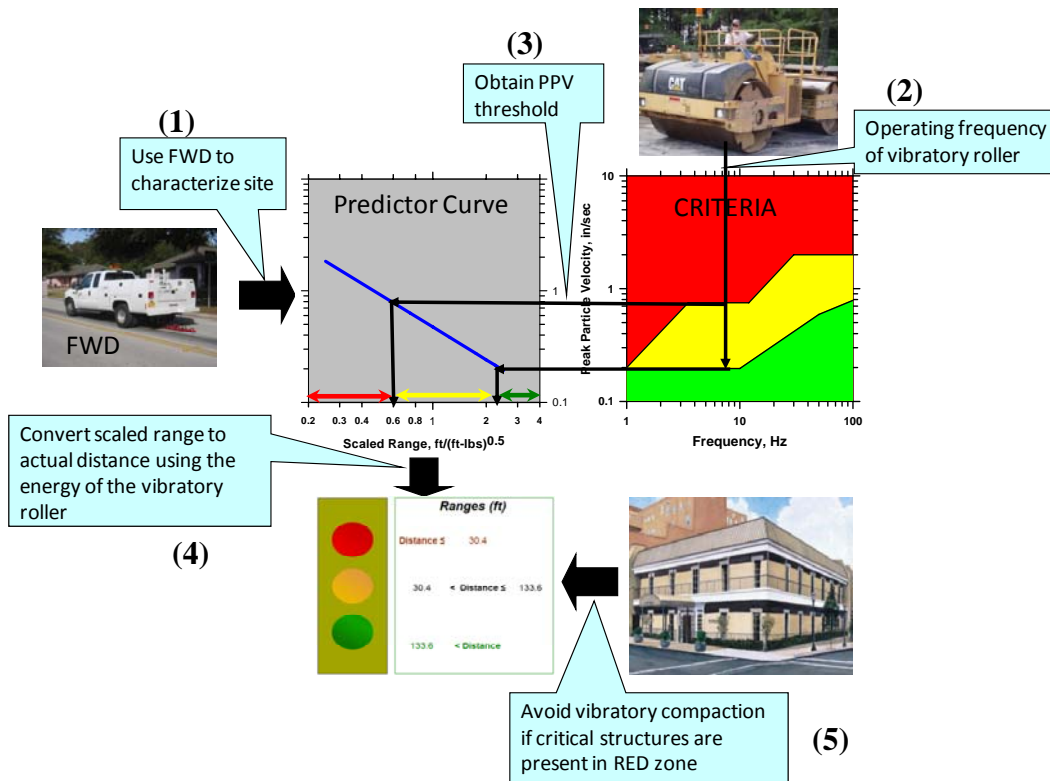 (1)
Use FWD to
characterize site
FWD
(3)
Obtain PPV
threshold
CAT
(2)
Operating frequency
of vibratory roller
Predictor Curve
1
0.1
0.2 0.4 0.6 0.8 1 2 3 4
Scaled Range, ft/(ft-lbs)0.5
CRITERIA
Peak Particle Velocity, in/sec
10
1
0.1
1 10 100
Frequency, Hz
Convert scaled range to
actual distance using the
energy of the vibratory
roller
(4)
Ranges (ft)
Distance ≤ 30.4
30.4 < Distance ≤ 133.6
133.6 < Distance
Avoid vibratory compaction
if critical structures are
present in RED zone
(5)